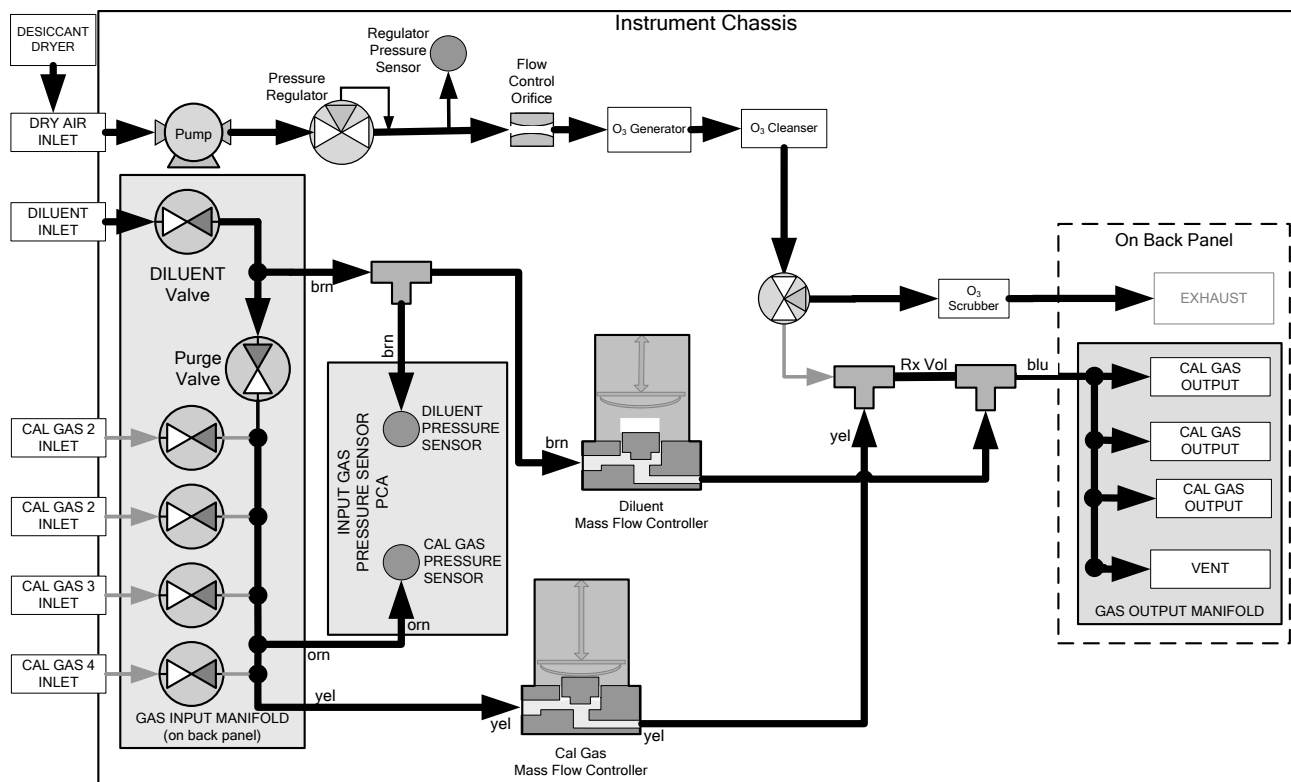 Instrument Chassis
DESICCANT
DRYER
Regulator
Pressure
Sensor
Pressure
Regulator
Flow
Control
Orifice
DRY AIR
INLET
Pump
O3 Generator
O3 Cleanser
DILUENT
INLET
DILUENT
Valve
brn
brn
On Back Panel
O3
Scrubber
EXHAUST
Purge
Valve
Rx Vol
blu
CAL GAS
OUTPUT
CAL GAS 2
INLET
INPUT GAS
PRESSURE SENSOR
PCA
DILUENT
PRESSURE
SENSOR
brn
yel
CAL GAS
OUTPUT
CAL GAS
OUTPUT
CAL GAS 2
INLET
Diluent
Mass Flow Controller
CAL GAS
PRESSURE
SENSOR
VENT
CAL GAS 3
INLET
GAS OUTPUT MANIFOLD
orn
orn
CAL GAS 4
INLET
yel
yel
yel
GAS INPUT MANIFOLD
(on back panel)
Cal Gas
Mass Flow Controller